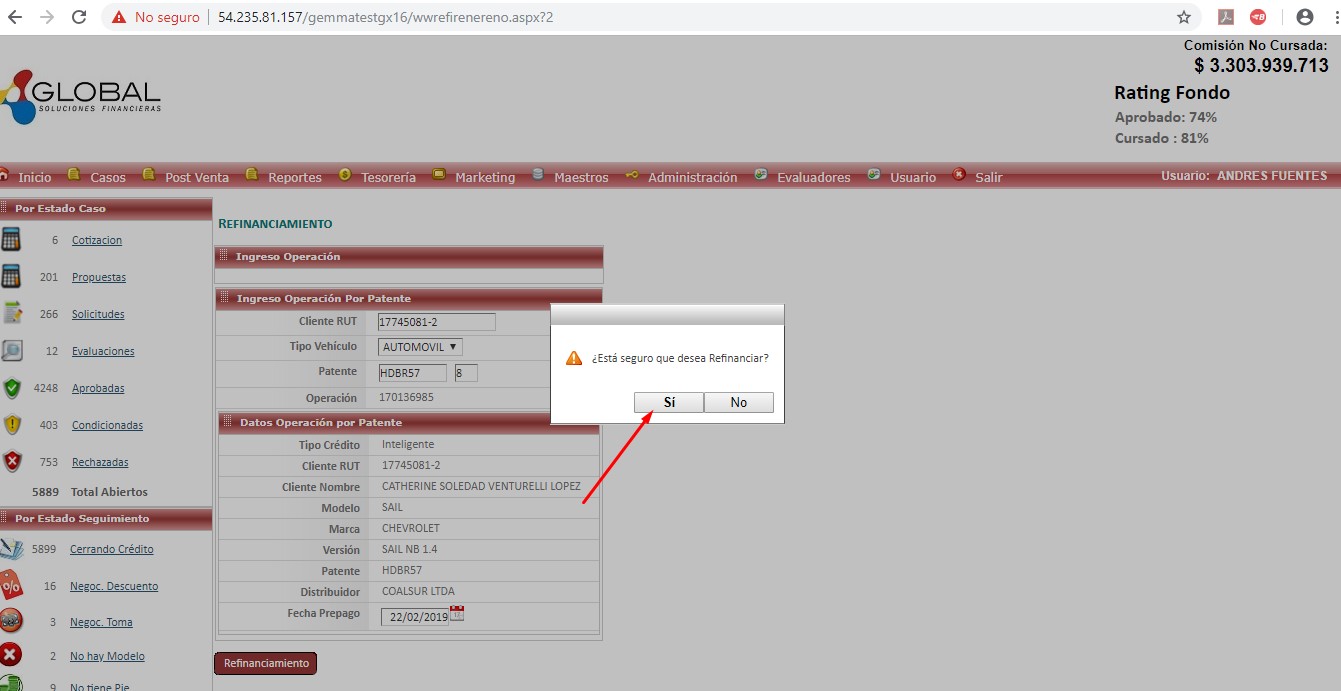 No seguro
54.235.81.157/gemmatestgx16/wwrefirenereno.aspx?2
Comisión No Cursada:
$ 3.303.939.713
GLOBAL
SOLUCIONES FINANCIERAS
Rating Fondo
Aprobado: 74%
Cursado : 81%
Inicio Casos Post Venta Reportes Tesorería Marketing Maestros Administración Evaluadores Usuario Salir Usuario: ANDRES FUENTES
Por Estado Caso
6 Cotizacion
201 Propuestas
266 Solicitudes
12 Evaluaciones
4248 Aprobadas
403 Condicionadas
753 Rechazadas
5889 Total Abiertos
Por Estado Seguimiento
5899 Cerrando Crédito
16 Negoc. Descuento
3 Negoc. Toma
2 No hay Modelo
9 No tiene Pie
REFINANCIAMIENTO
Ingreso Operación
Ingreso Operación Por Patente
Cliente RUT 17745081-2
Tipo Vehículo AUTOMOVIL
Patente HDBR57 8
Operación 170136985
Datos Operación por Patente
Tipo Crédito Inteligente
Cliente RUT 17745081-2
Cliente Nombre CATHERINE SOLEDAD VENTURELLI LOPEZ
Modelo SAIL
Marca CHEVROLET
Versión SAIL NB 1.4
Patente HDBR57
Distribuidor COALSUR LTDA
Fecha Prepago 22/02/2019
Refinanciamiento
¿Está seguro que desea Refinanciar?
Sí No